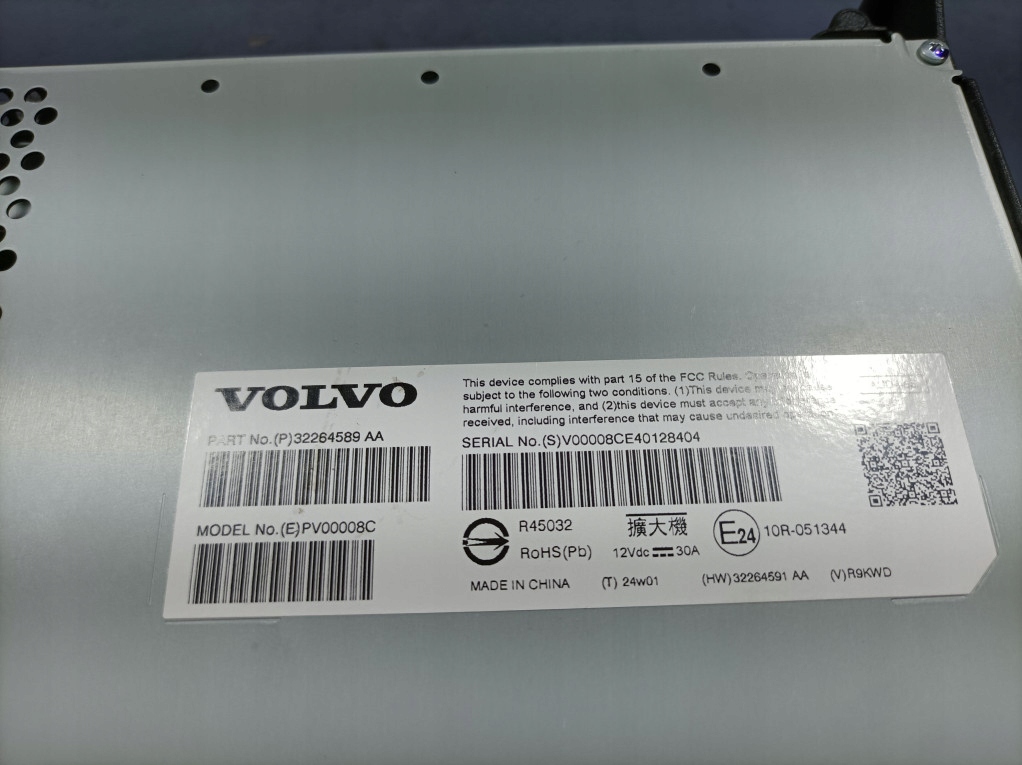 VOLVO
This device complies with part 15 of the FCC Rules.
subject to the following two conditions. (1)This device
harmful interference, and (2)this device must accept any
received, including interference that may cause undesired
PART No.(P)32264589 AA
SERIAL No.(S)V00008CE40128404
MODEL No.(E)PV00008C
R45032
擴大機
E24
10R-051344
RoHS(Pb)
12Vdc 30A
MADE IN CHINA (T) 24w01 (HW)32264591 AA (V)R9KWD